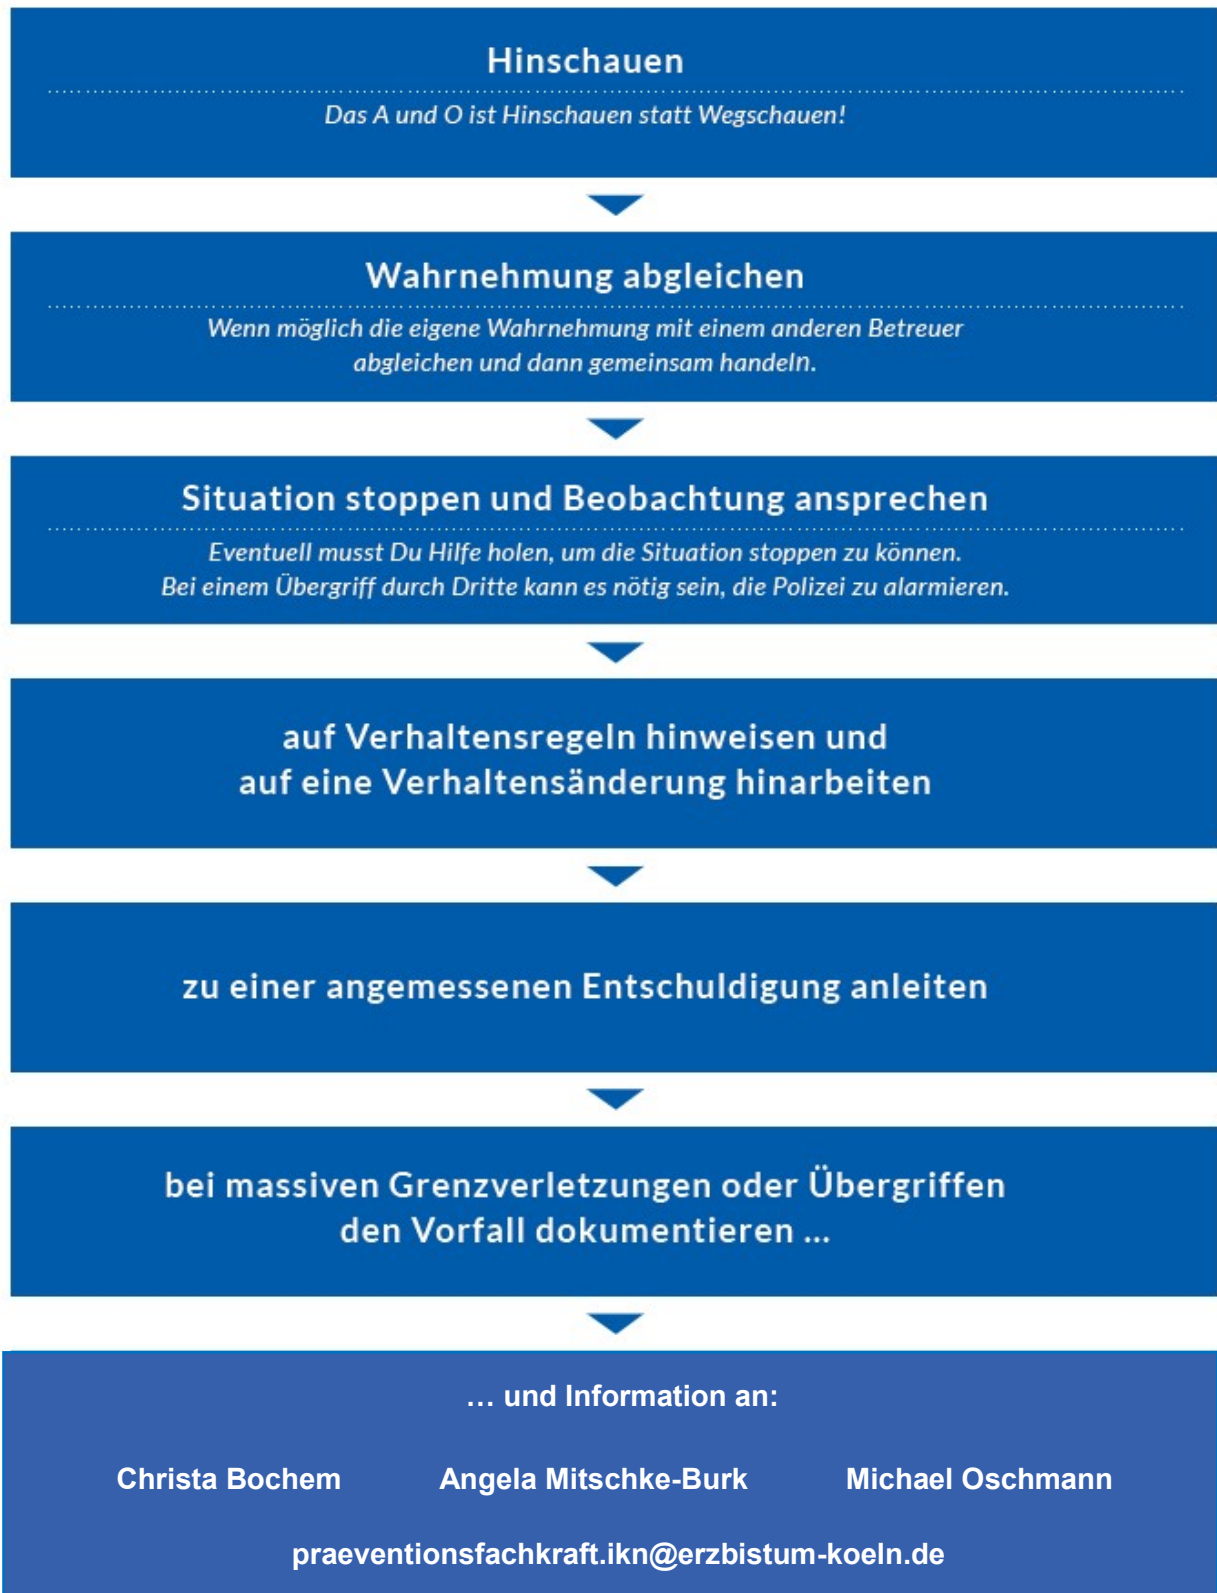 Hinschauen
Das A und O ist Hinschauen statt Wegschauen!
Wahrnehmung abgleichen
Wenn möglich die eigene Wahrnehmung mit einem anderen Betreuer
abgleichen und dann gemeinsam handeln.
Situation stoppen und Beobachtung ansprechen
Eventuell musst Du Hilfe holen, um die Situation stoppen zu können.
Bei einem Übergriff durch Dritte kann es nötig sein, die Polizei zu alarmieren.
auf Verhaltensregeln hinweisen und
auf eine Verhaltensänderung hinarbeiten
zu einer angemessenen Entschuldigung anleiten
bei massiven Grenzverletzungen oder Übergriffen
den Vorfall dokumentieren ...
… und Information an:
Christa Bochem Angela Mitschke-Burk Michael Oschmann
praeventionsfachkraft.ikn@erzbistum-koeln.de